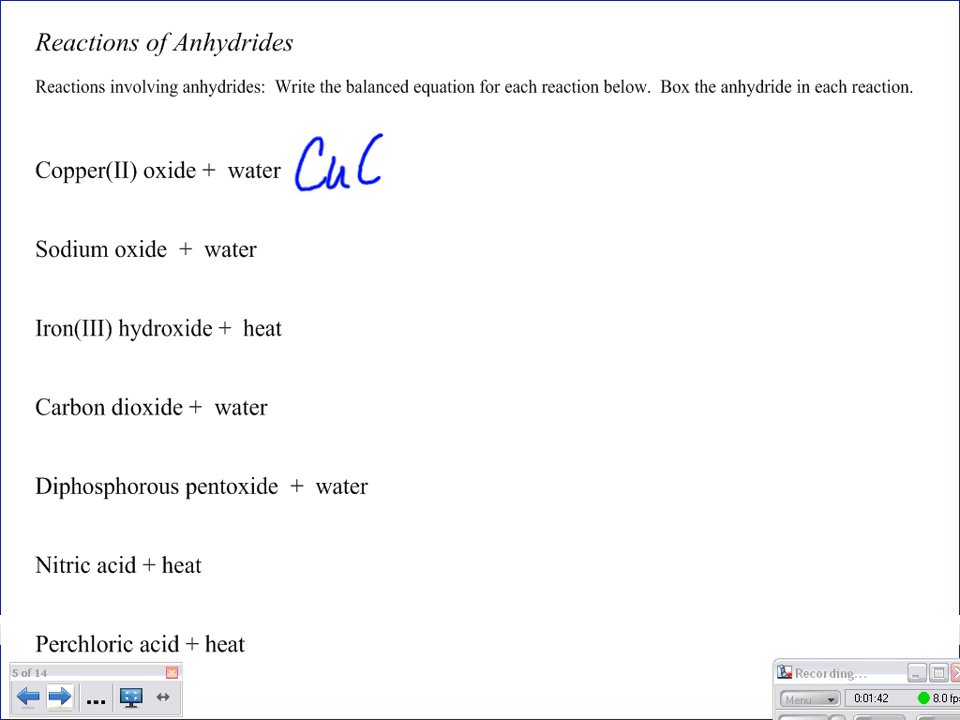 Reactions of Anhydrides
Reactions involving anhydrides: Write the balanced equation for each reaction below. Box the anhydride in each reaction.
Copper(II) oxide + water CuC
Sodium oxide + water
Iron(III) hydroxide + heat
Carbon dioxide + water
Diphosphorous pentoxide + water
Nitric acid + heat
Perchloric acid + heat
5 of 14
...
Recording...
Menu 0:01:42 8.0 fp